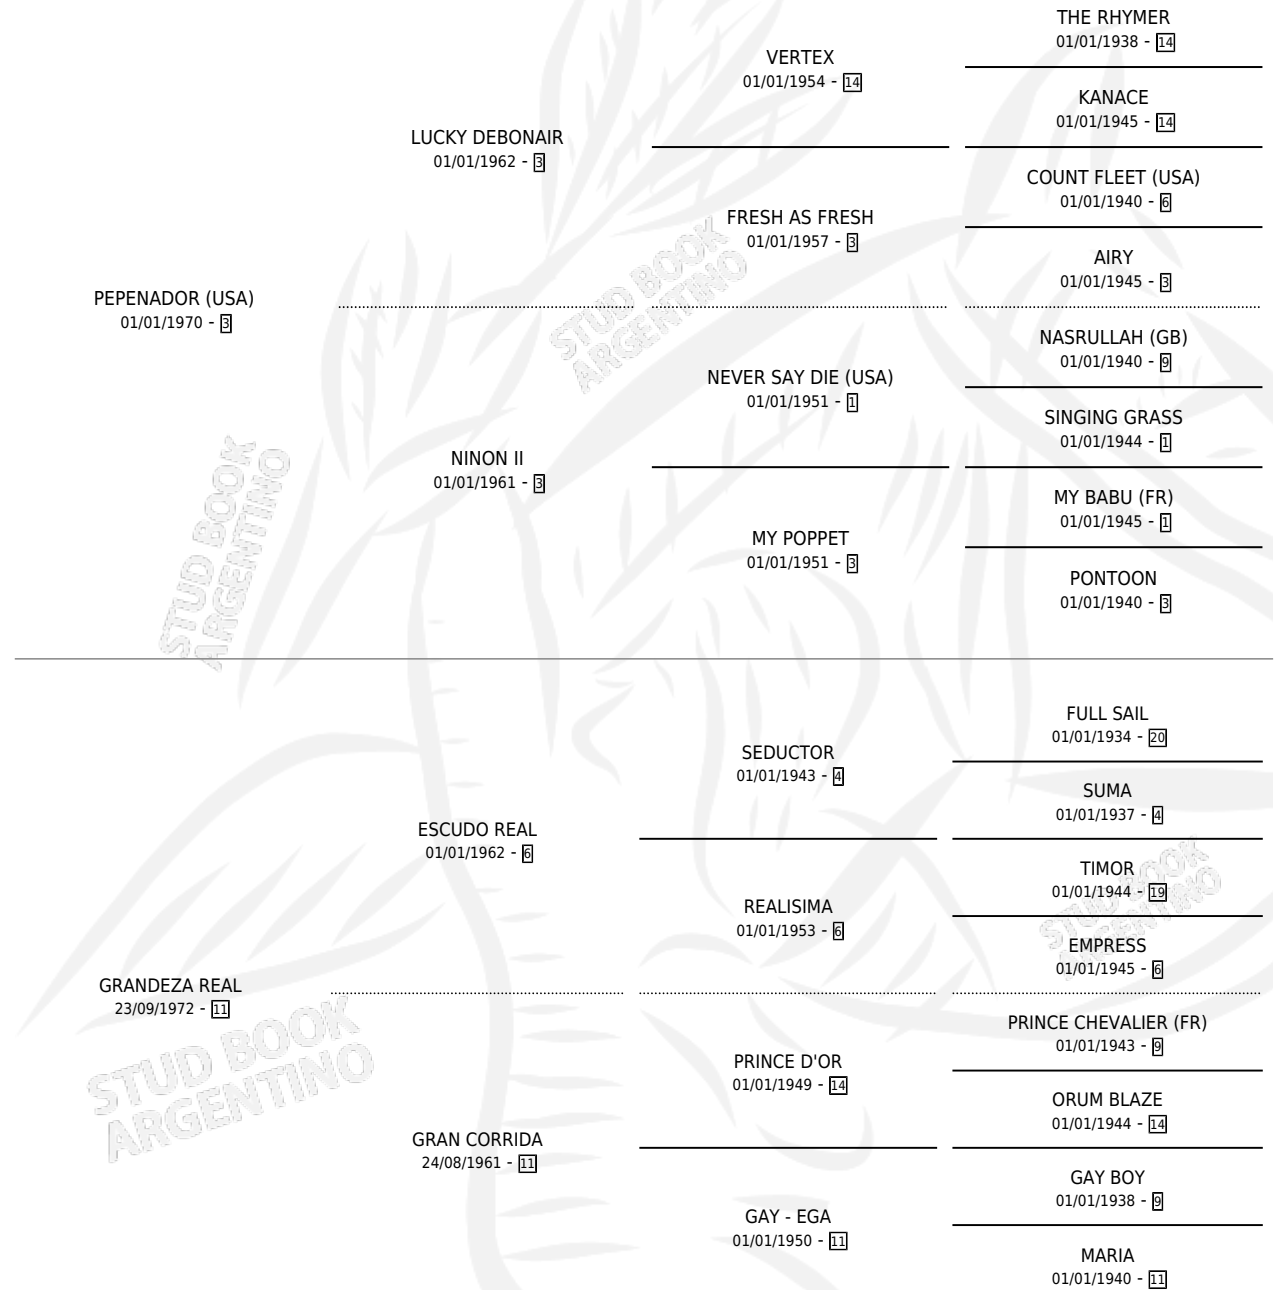 THE RHYMER
01/01/1938 - 14
VERTEX
01/01/1954 - 14
KANACE
01/01/1945 - 14
LUCKY DEBONAIR
01/01/1962 - 3
COUNT FLEET (USA)
01/01/1940 - 6
FRESH AS FRESH
01/01/1957 - 3
AIRY
01/01/1945 - 3
PEPENADOR (USA)
01/01/1970 - 3
NASRULLAH (GB)
01/01/1940 - 9
NEVER SAY DIE (USA)
01/01/1951 - 1
SINGING GRASS
01/01/1944 - 1
NINON II
01/01/1961 - 3
MY BABU (FR)
01/01/1945 - 1
MY POPPET
01/01/1951 - 3
PONTOON
01/01/1940 - 3
FULL SAIL
01/01/1934 - 20
SEDUCTOR
01/01/1943 - 4
SUMA
01/01/1937 - 4
ESCUDO REAL
01/01/1962 - 6
TIMOR
01/01/1944 - 19
REALISIMA
01/01/1953 - 6
EMPRESS
01/01/1945 - 6
GRANDEZA REAL
23/09/1972 - 11
PRINCE CHEVALIER (FR)
01/01/1943 - 9
PRINCE D'OR
01/01/1949 - 14
ORUM BLAZE
01/01/1944 - 14
GRAN CORRIDA
24/08/1961 - 11
GAY BOY
01/01/1938 - 9
GAY - EGA
01/01/1950 - 11
MARIA
01/01/1940 - 11
STUD BOOK
ARGENTINO
STUD BOOK
ARGENTINO
STUD BOOK
ARGENTINO
STUD BOOK
ARGENTINO